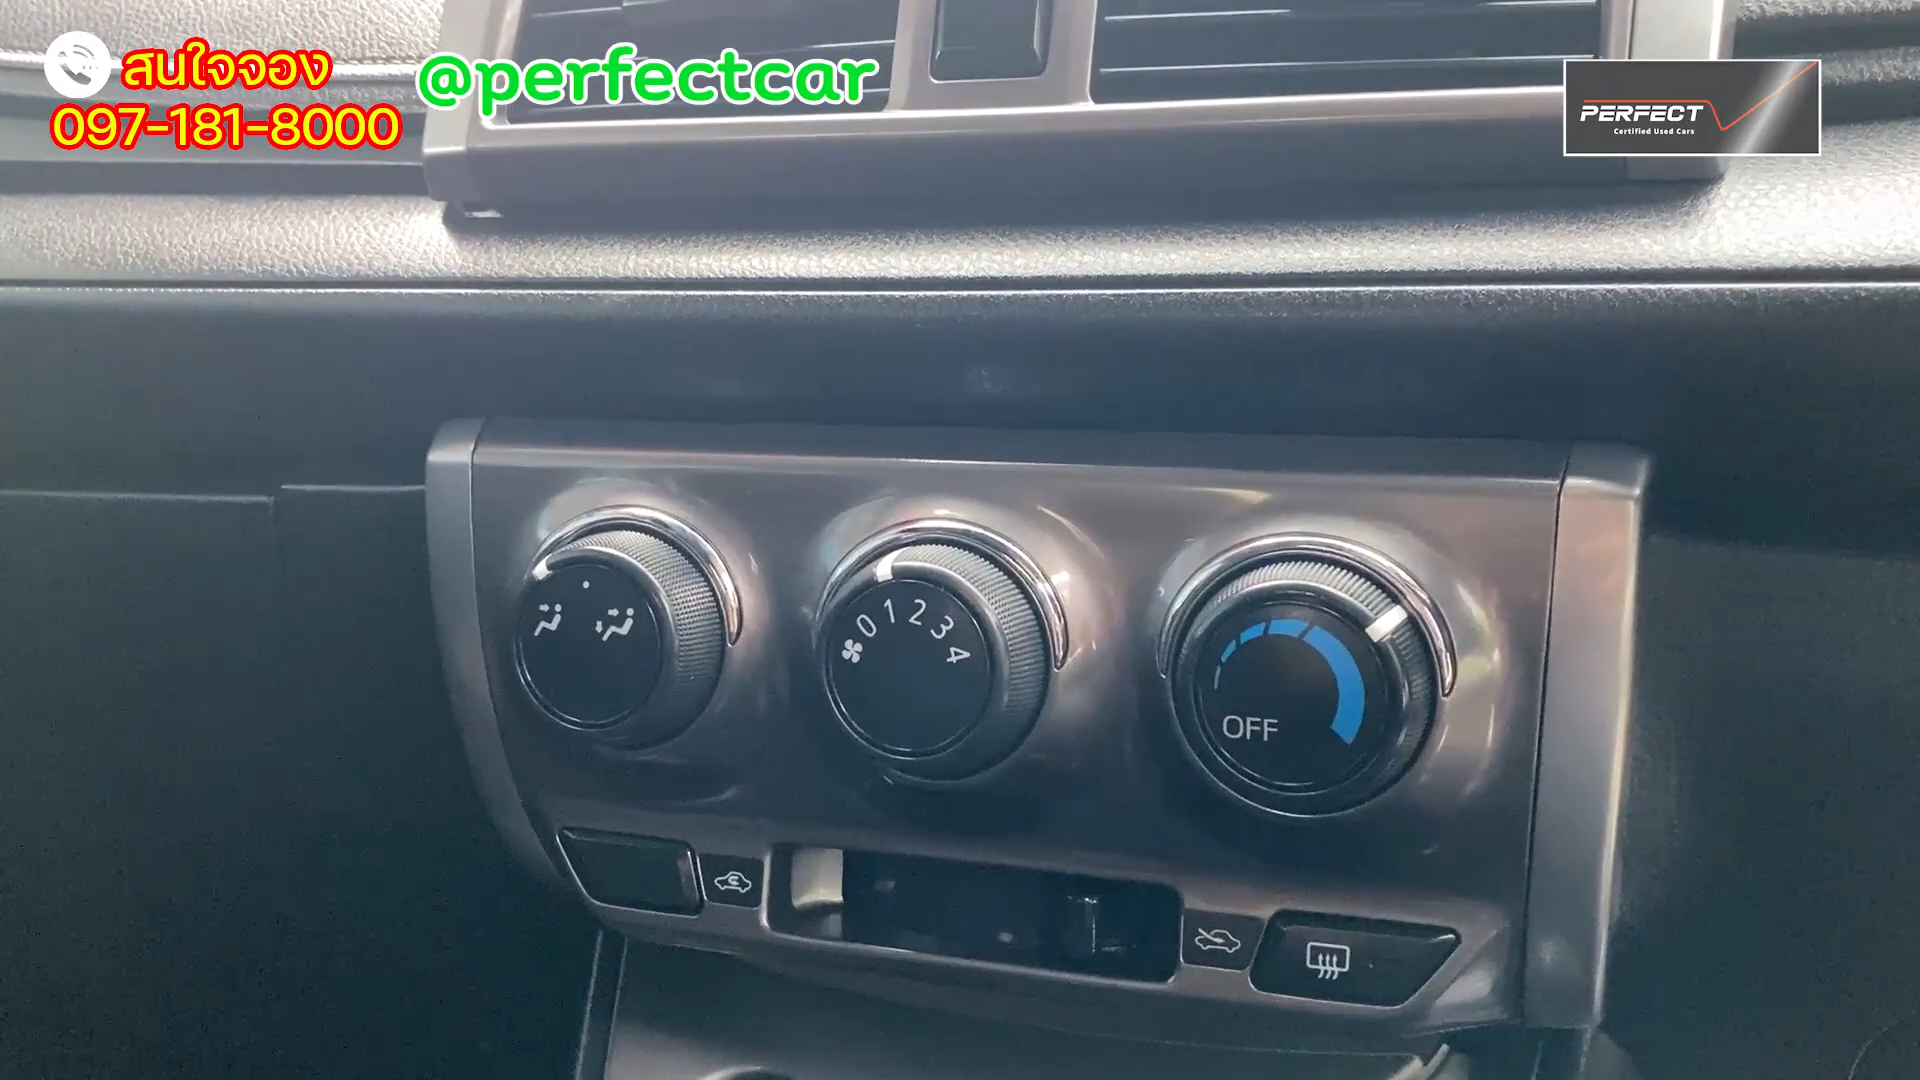 สนใจจอง
097-181-8000
@perfectcar
PERFECT
Certified Used Cars
0 1 2 3 4
OFF